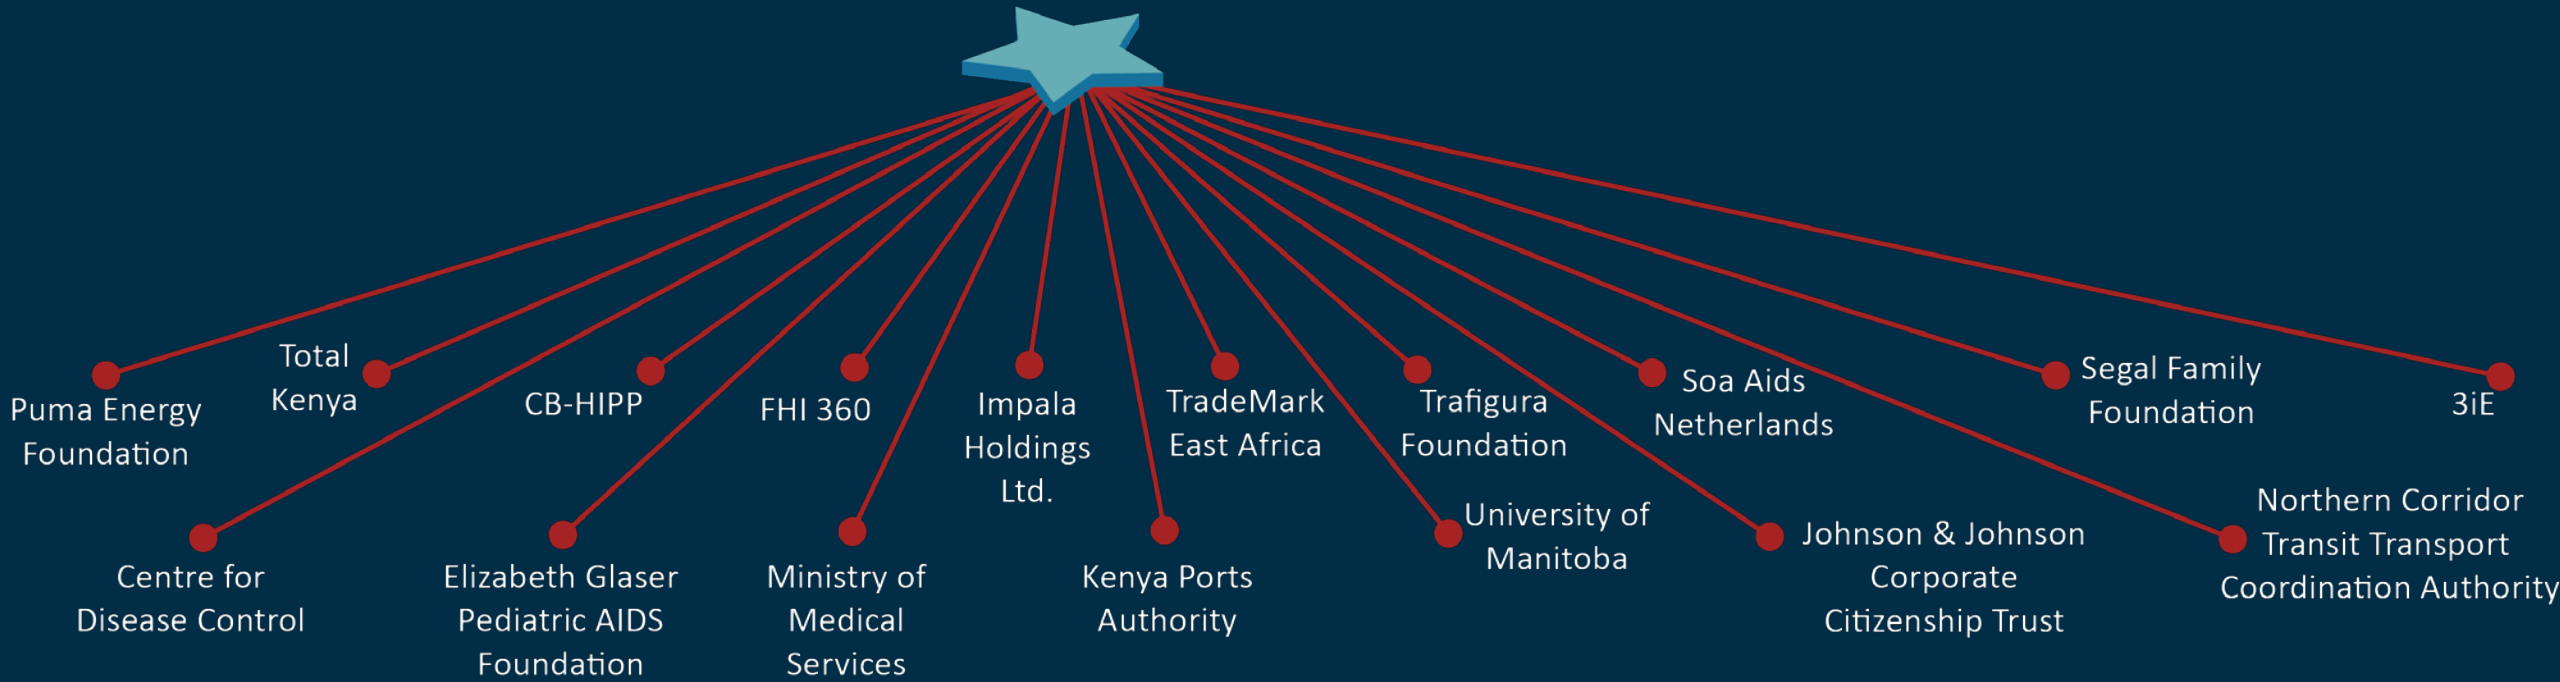 Puma Energy
Foundation
Total
Kenya
CB-HIPP
FHI 360
Impala
Holdings
Ltd.
TradeMark
East Africa
Trafigura
Foundation
Soa Aids
Netherlands
Segal Family
Foundation
3iE
Centre for
Disease Control
Elizabeth Glaser
Pediatric AIDS
Foundation
Ministry of
Medical
Services
Kenya Ports
Authority
University of
Manitoba
Johnson & Johnson
Corporate
Citizenship Trust
Northern Corridor
Transit Transport
Coordination Authority